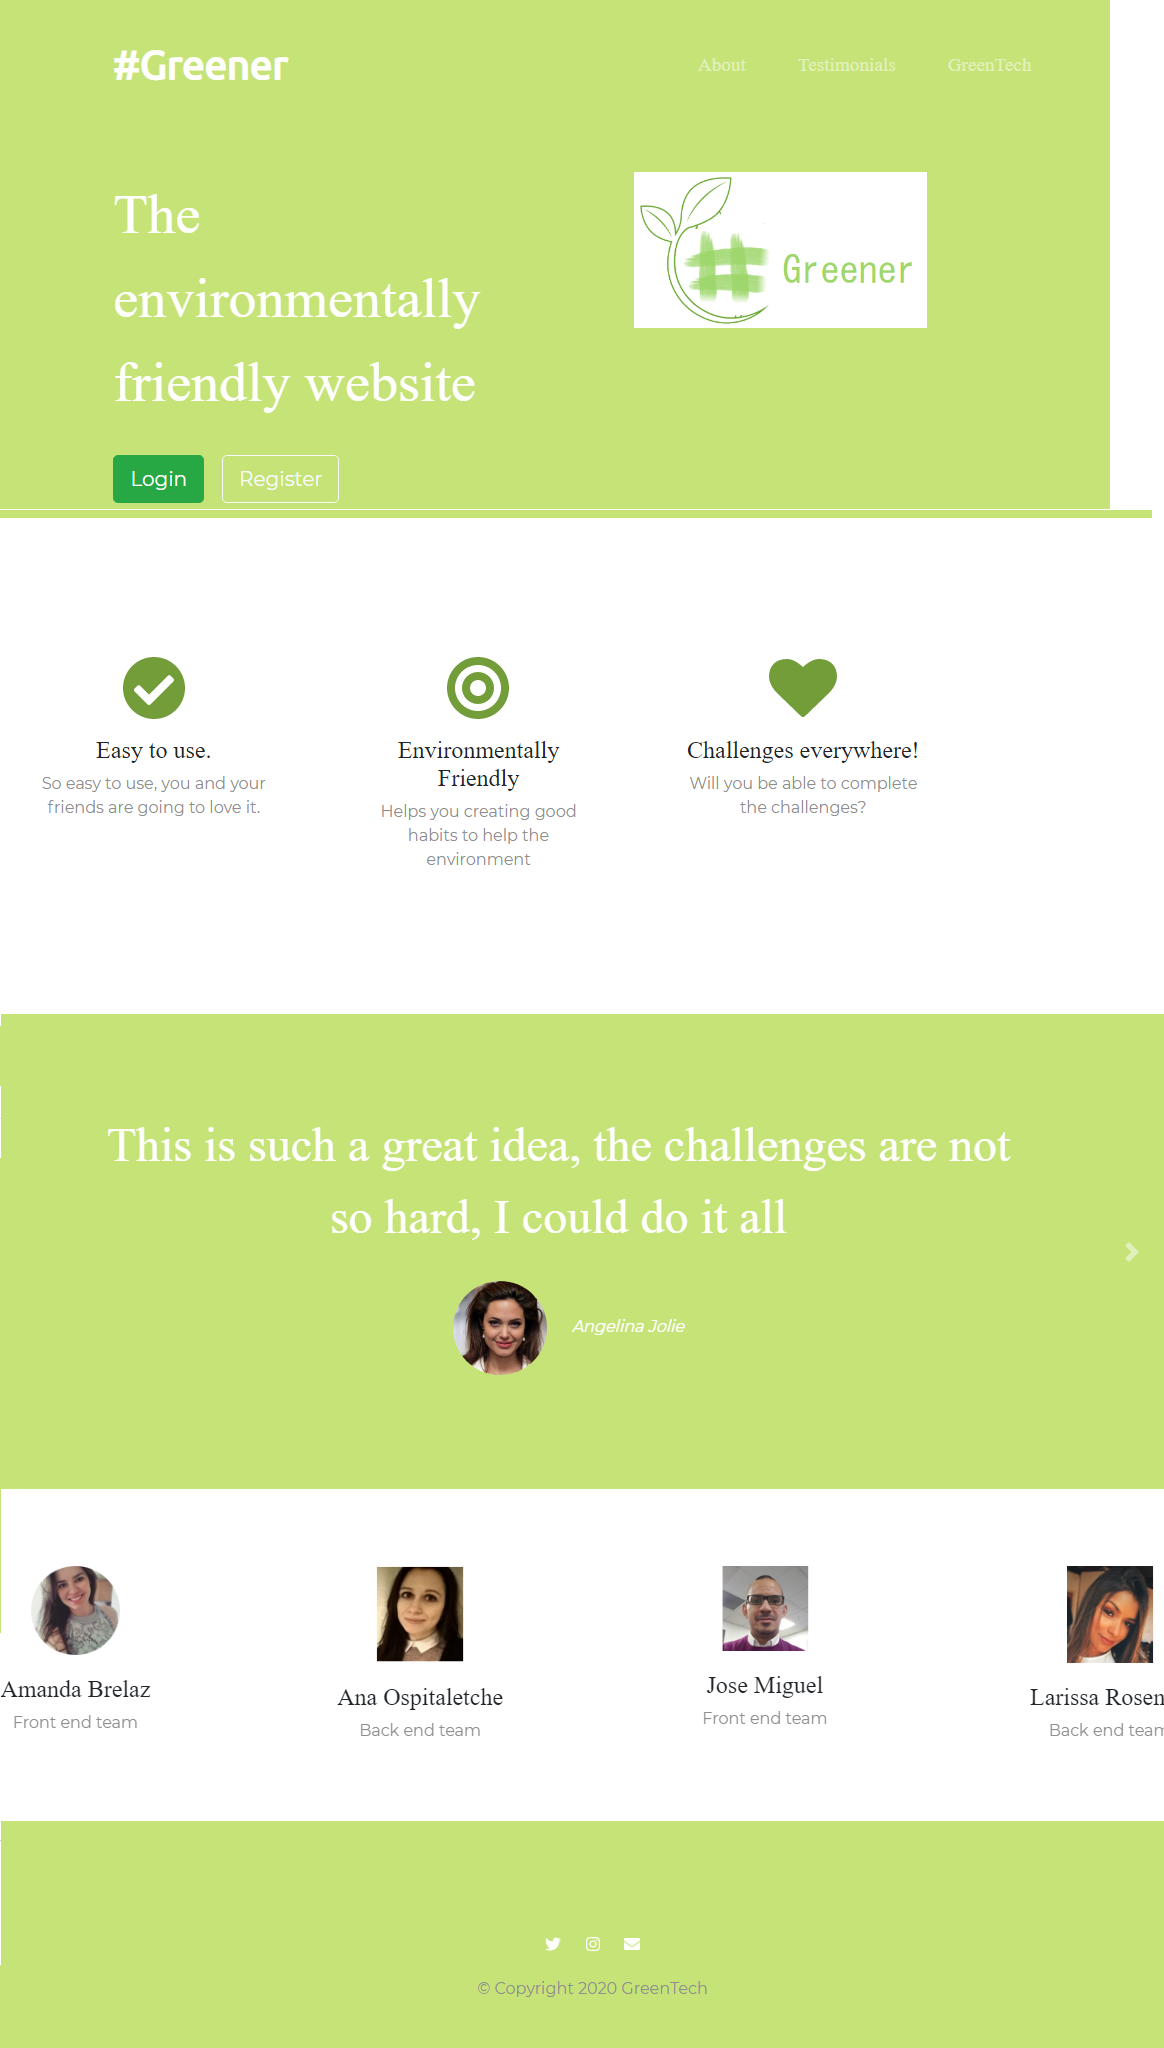 #Greener
About Testimonials GreenTech
The
environmentally
friendly website
# Greener
Login Register
Easy to use.
So easy to use, you and your
friends are going to love it.
Environmentally
Friendly
Helps you creating good
habits to help the
environment
Challenges everywhere!
Will you be able to complete
the challenges?
This is such a great idea, the challenges are not
so hard, I could do it all
Angelina Jolie
Amanda Brelaz
Front end team
Ana Ospitaletche
Back end team
Jose Miguel
Front end team
Larissa Rosen
Back end team
© Copyright 2020 GreenTech